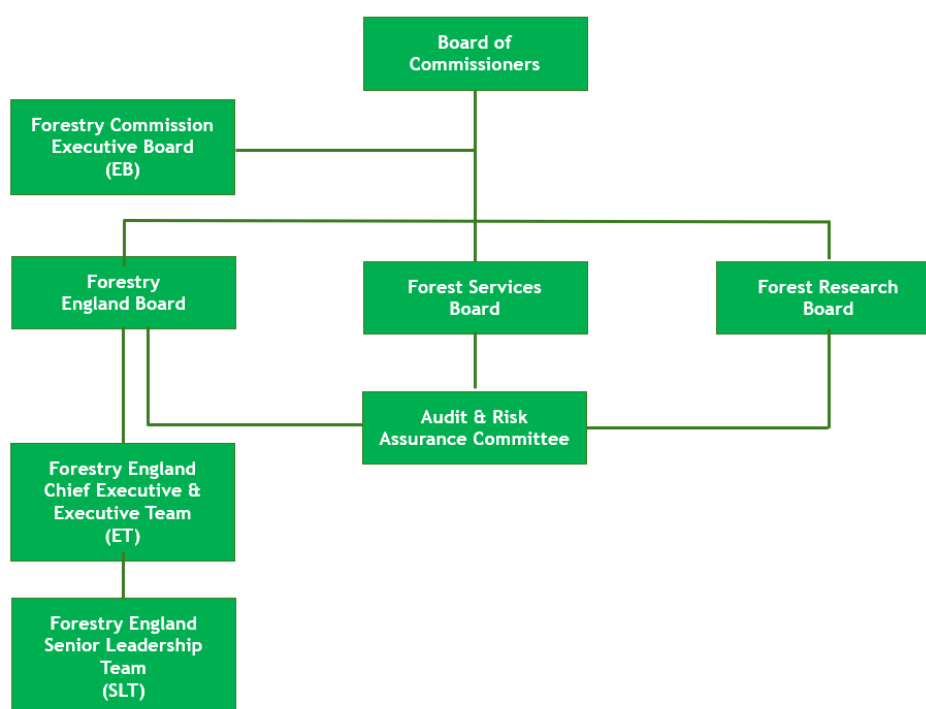 Board of
Commissioners
Forestry Commission
Executive Board
(EB)
Forestry
England Board
Forest Services
Board
Forest Research
Board
Audit & Risk
Assurance Committee
Forestry England
Chief Executive &
Executive Team
(ET)
Forestry England
Senior Leadership
Team
(SLT)